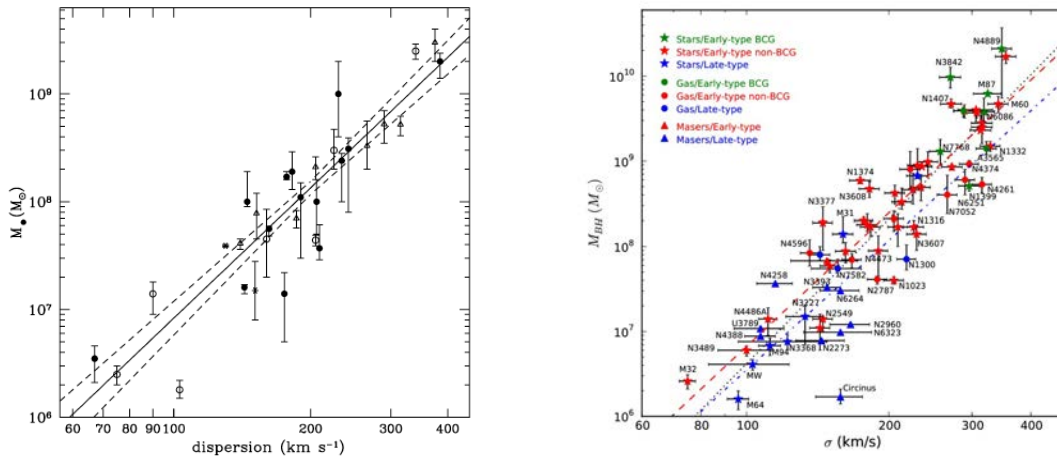 M●(M⊙)
10⁹
10⁸
10⁷
10⁶
60 70 80 90 100 200 300 400
dispersion (km s⁻¹)
Stars/Early-type BCG
Stars/Early-type non-BCG
Stars/Late-type
Gas/Early-type BCG
Gas/Early-type non-BCG
Gas/Late-type
Masers/Early-type
Masers/Late-type
N4889
N3842
M87
N1407
M60
N6086
N7768
N1332
A3565
N1374
N4374
N3608
N4261
N1399
N6251
N3377
N7052
M31
N1316
N3607
N4596
N4473
N7582
N1300
N4258
N3393
N6264
N2787
N1023
N4486A
N3227
N2549
U3789
N2960
N4388
N6323
N3489
M94
N3368
N2273
M32
MW
Circinus
M64
M_BH (M⊙)
10¹⁰
10⁹
10⁸
10⁷
10⁶
60 80 100 200 300 400
σ (km/s)